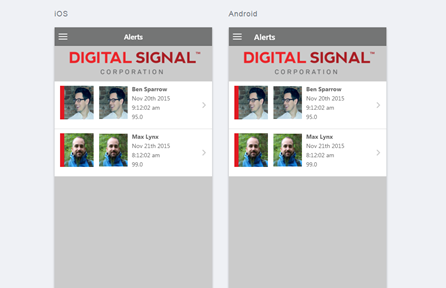 iOS
Android
Alerts
Alerts
DIGITAL SIGNAL™
CORPORATION
DIGITAL SIGNAL™
CORPORATION
Ben Sparrow
Nov 20th 2015
9:12:02 am
95.0
Max Lynx
Nov 21th 2015
8:12:02 am
99.0
Ben Sparrow
Nov 20th 2015
9:12:02 am
95.0
Max Lynx
Nov 21th 2015
8:12:02 am
99.0